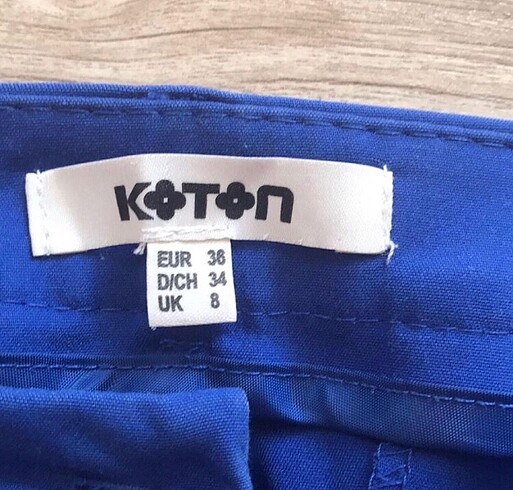 KOTON
EUR 36
D/CH 34
UK 8